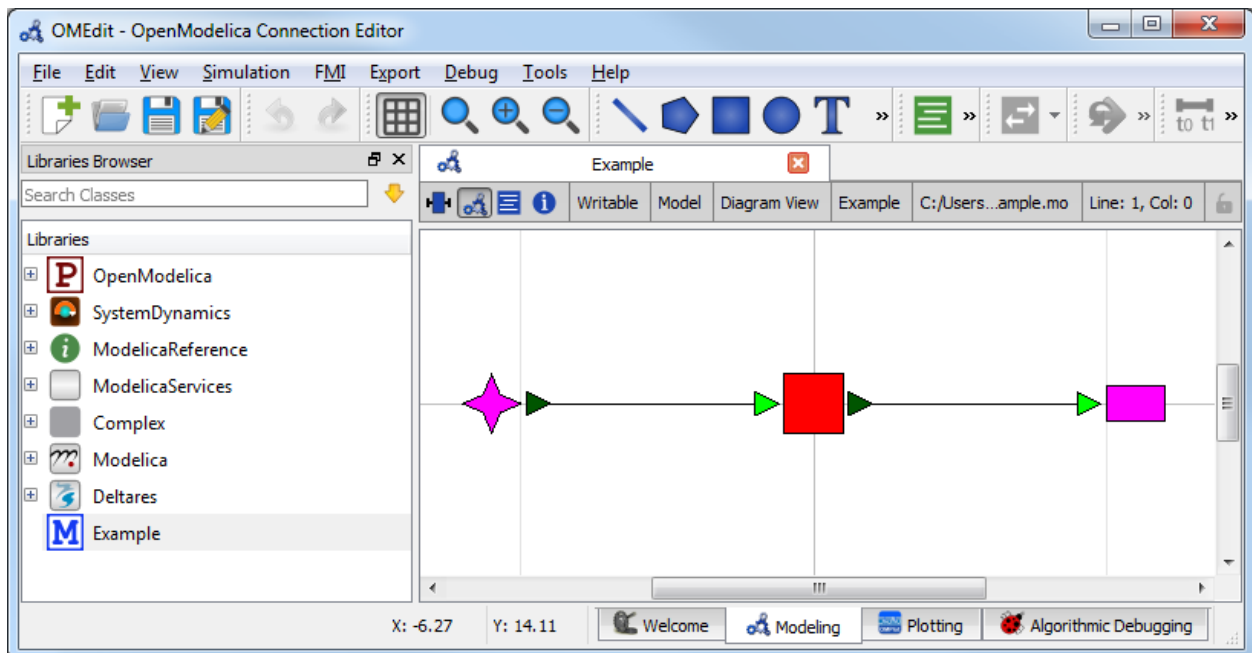 OMEdit - OpenModelica Connection Editor
File Edit View Simulation FMI Export Debug Tools Help
T » » » to t1 »
Libraries Browser
Example
Search Classes
Writable Model Diagram View Example C:/Users...ample.mo Line: 1, Col: 0
Libraries
P OpenModelica
SystemDynamics
i ModelicaReference
ModelicaServices
Complex
Modelica
Deltares
M Example
X: -6.27 Y: 14.11 Welcome Modeling Plotting Algorithmic Debugging